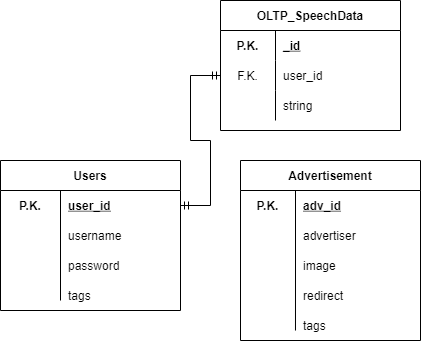 OLTP_SpeechData
P.K. _id
F.K. user_id
string
Users
P.K. user_id
username
password
tags
Advertisement
P.K. adv_id
advertiser
image
redirect
tags